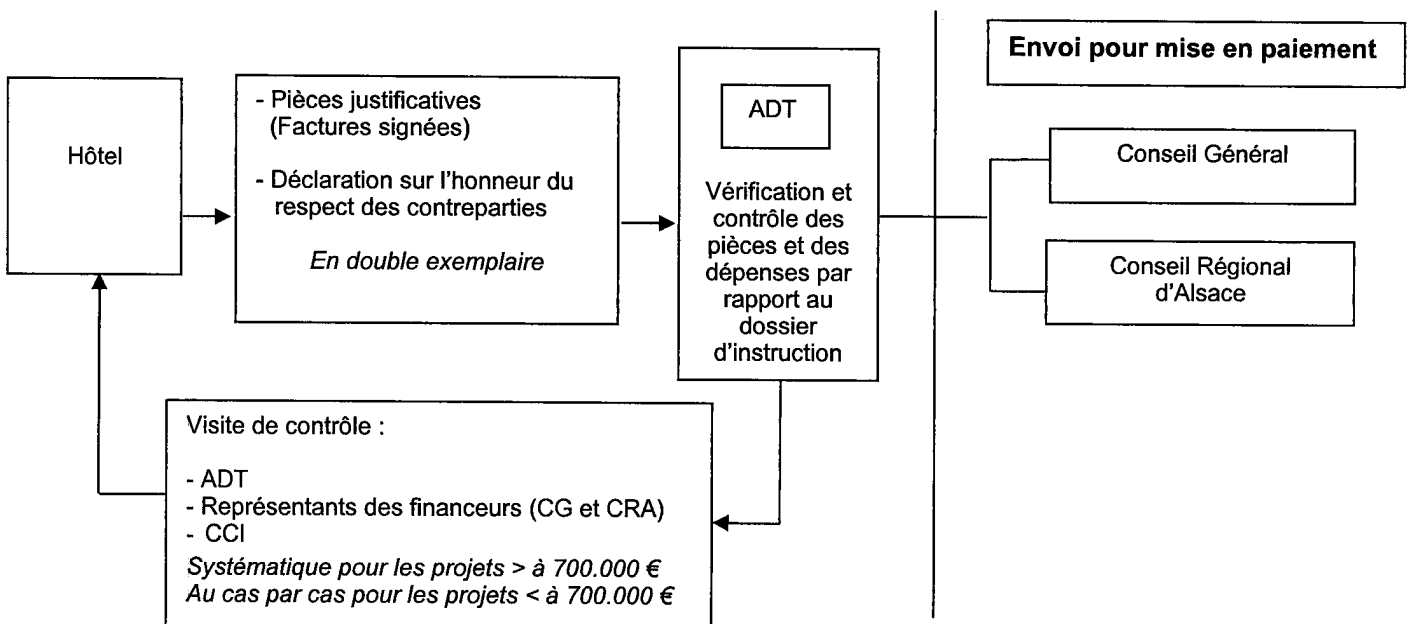 Hôtel
- Pièces justificatives
(Factures signées)
- Déclaration sur l'honneur du
respect des contreparties
En double exemplaire
ADT
Vérification et
contrôle des
pièces et des
dépenses par
rapport au
dossier
d'instruction
Envoi pour mise en paiement
Conseil Général
Conseil Régional
d'Alsace
Visite de contrôle :
- ADT
- Représentants des financeurs (CG et CRA)
- CCI
Systématique pour les projets > à 700.000 €
Au cas par cas pour les projets < à 700.000 €